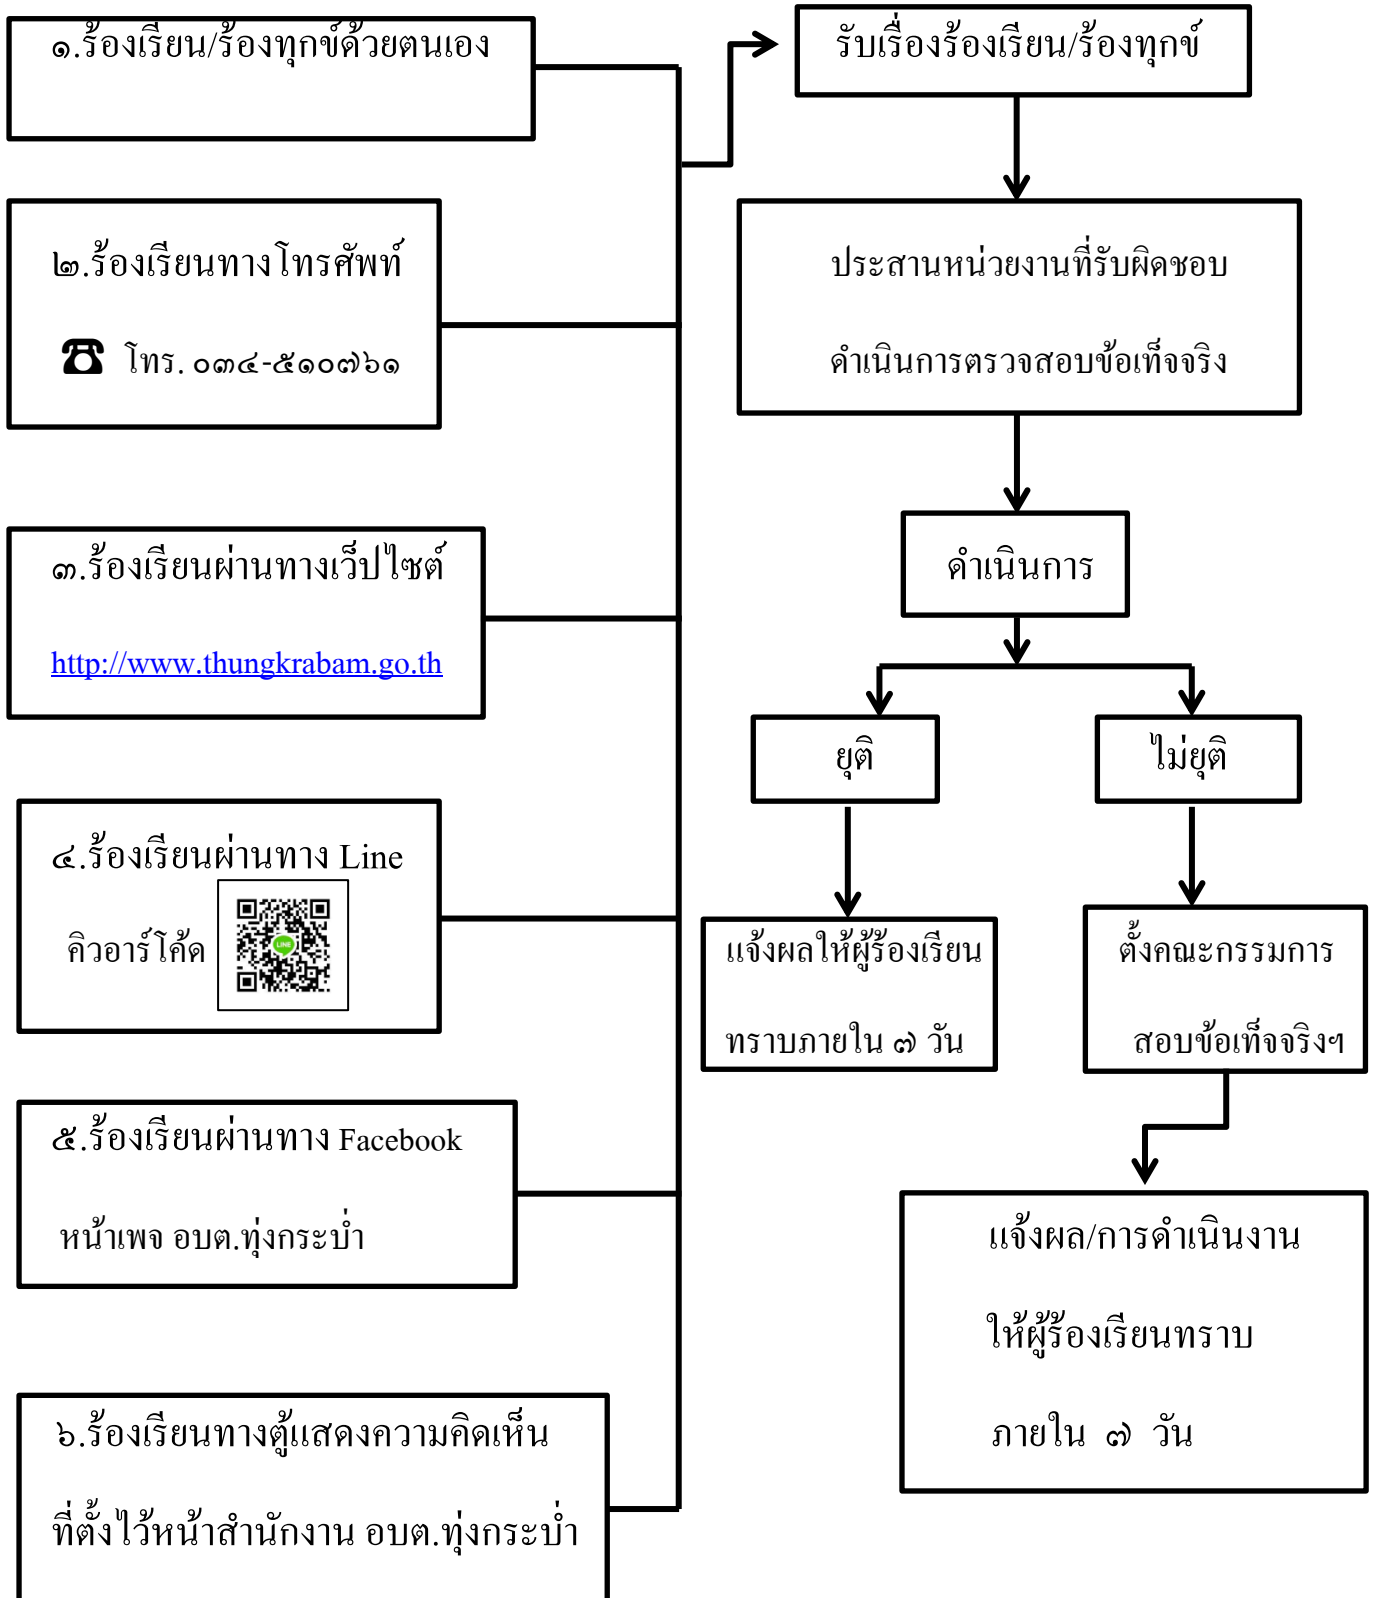 ๑.ร้องเรียน/ร้องทุกข์ด้วยตนเอง
๒.ร้องเรียนทางโทรศัพท์
โทร. ๐๓๔-๕๑๐๗๖๑
๓.ร้องเรียนผ่านทางเว็ปไซต์
http://www.thungkrabam.go.th
๔.ร้องเรียนผ่านทาง Line
คิวอาร์โค้ด
LINE
๕.ร้องเรียนผ่านทาง Facebook
หน้าเพจ อบต.ทุ่งกระบ่ำ
๖.ร้องเรียนทางตู้แสดงความคิดเห็น
ที่ตั้งไว้หน้าสำนักงาน อบต.ทุ่งกระบ่ำ
รับเรื่องร้องเรียน/ร้องทุกข์
ประสานหน่วยงานที่รับผิดชอบ
ดำเนินการตรวจสอบข้อเท็จจริง
ดำเนินการ
ยุติ
ไม่ยุติ
แจ้งผลให้ผู้ร้องเรียน
ทราบภายใน ๗ วัน
ตั้งคณะกรรมการ
สอบข้อเท็จจริงฯ
แจ้งผล/การดำเนินงาน
ให้ผู้ร้องเรียนทราบ
ภายใน ๗ วัน